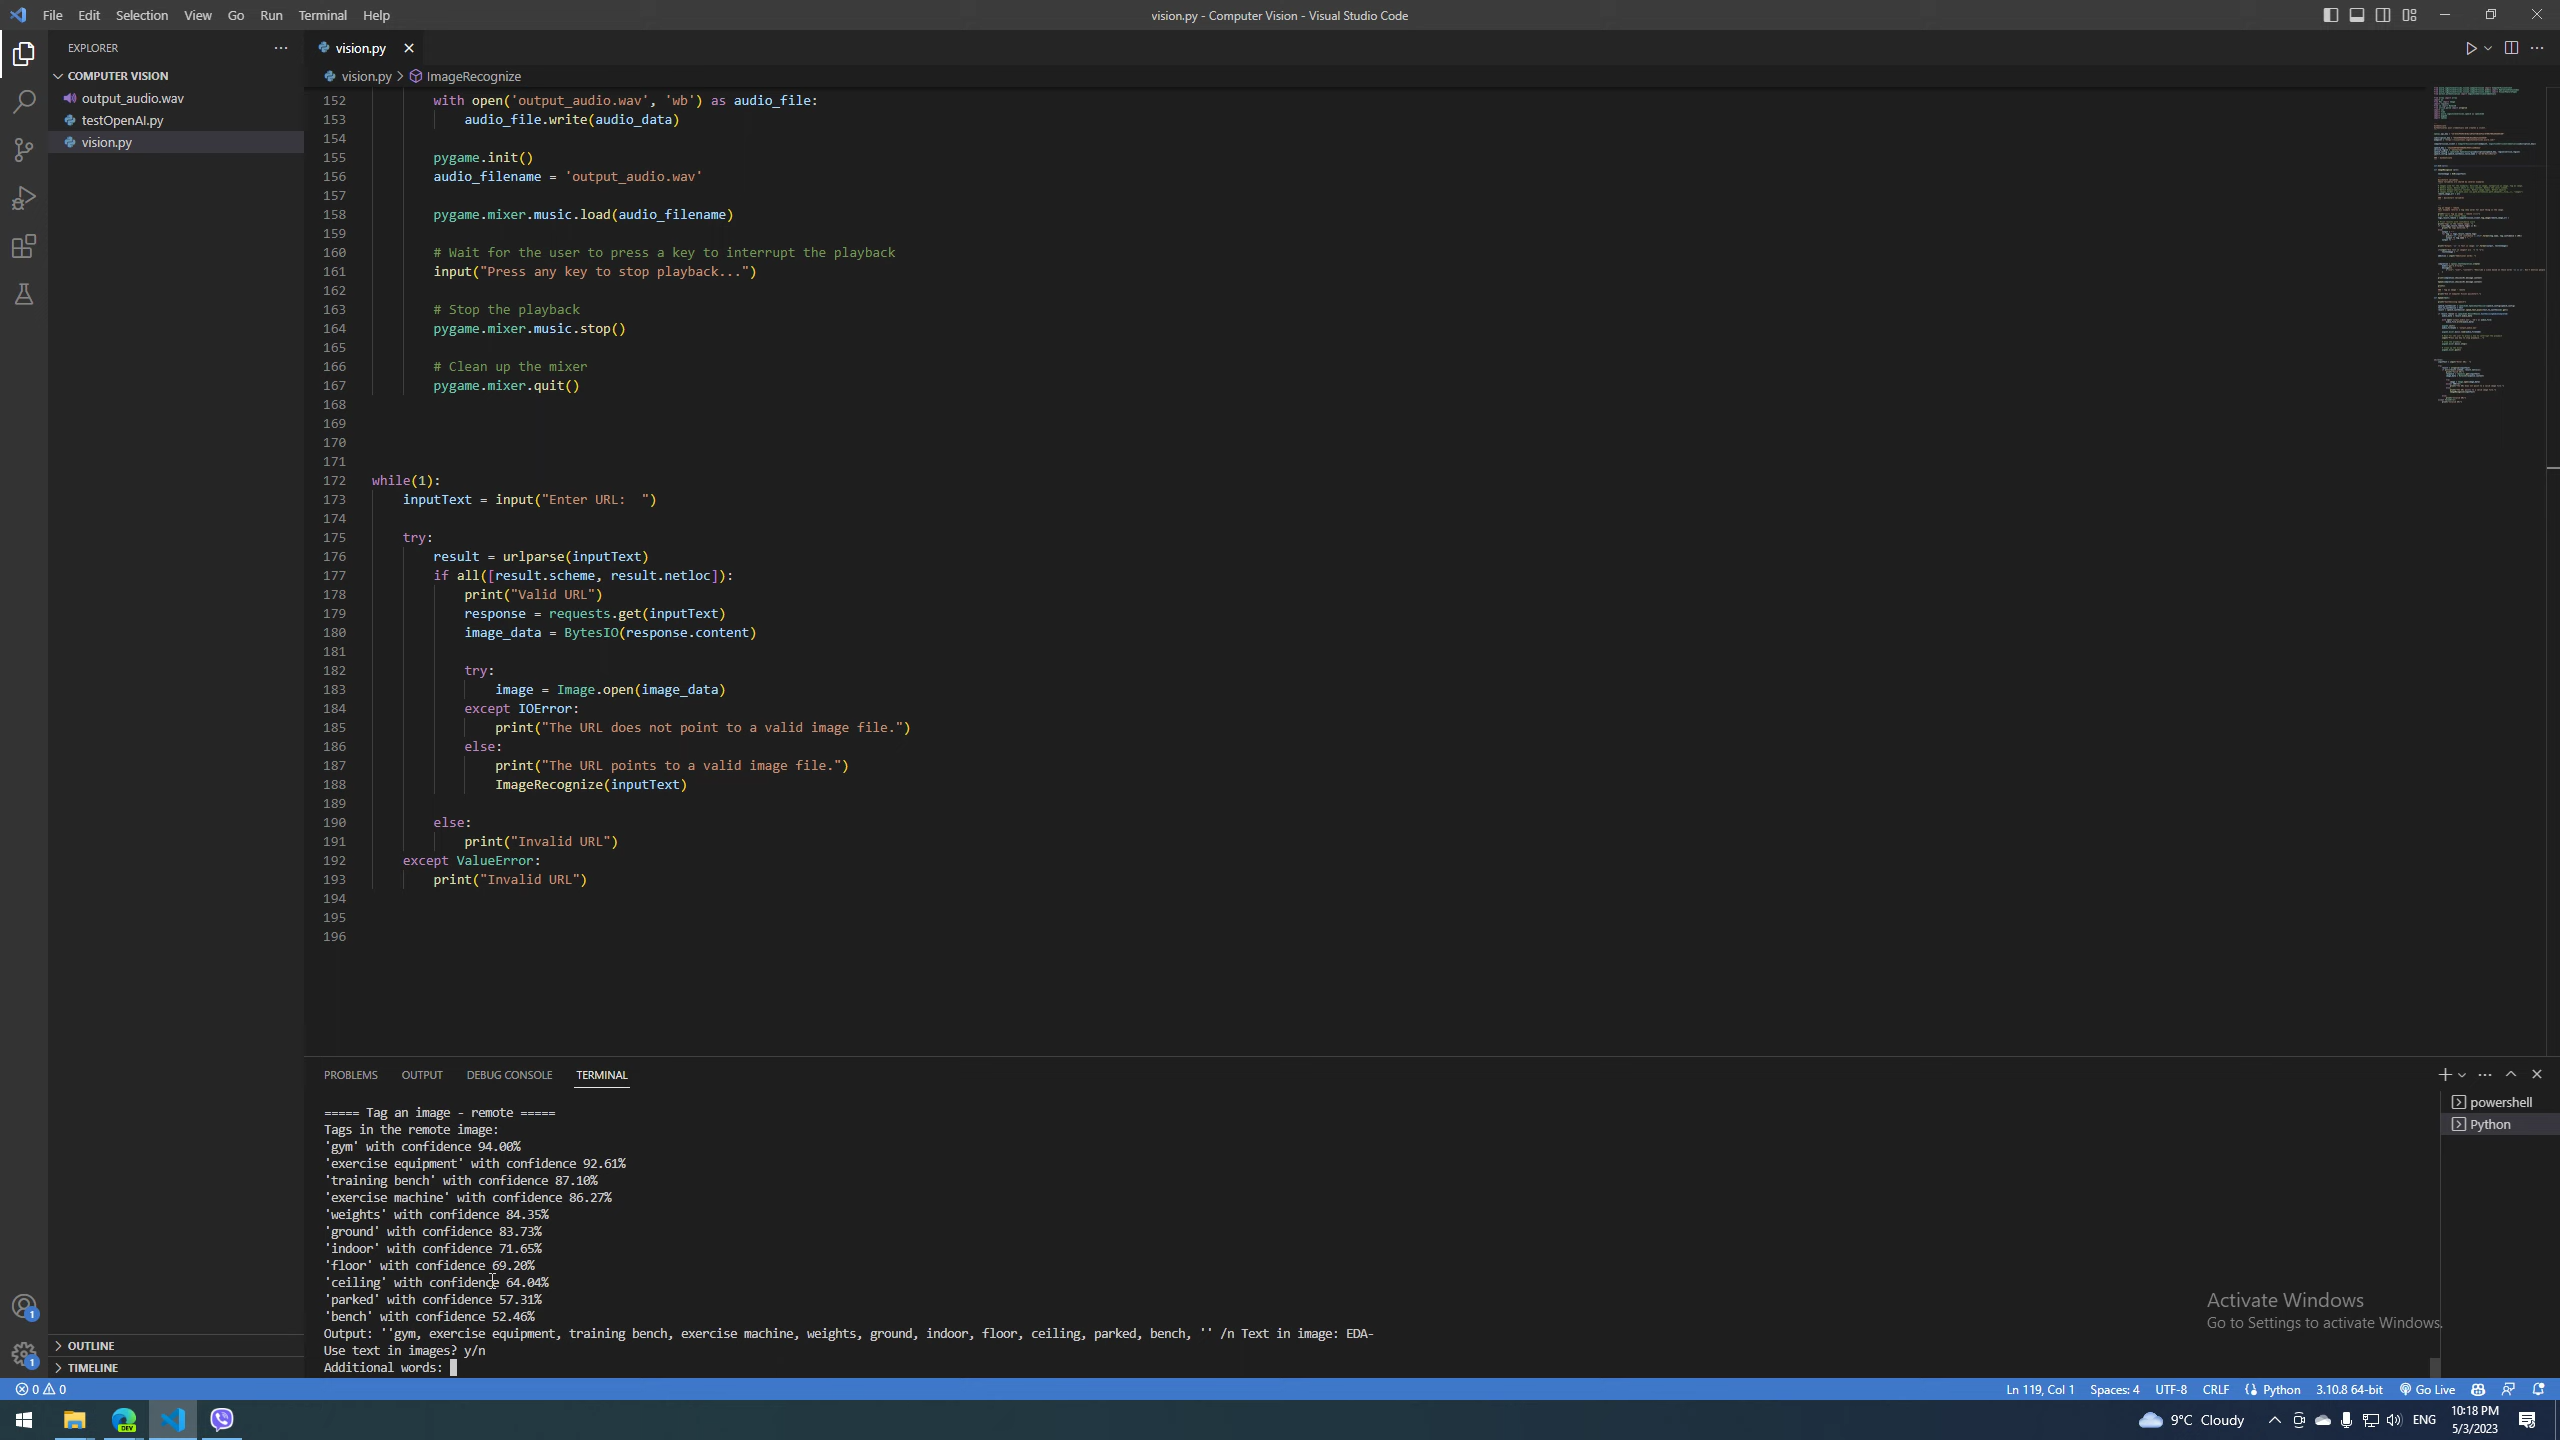 File Edit Selection View Go Run Terminal Help
vision.py - Computer Vision - Visual Studio Code
EXPLORER
COMPUTER VISION
output_audio.wav
testOpenAI.py
vision.py
OUTLINE
TIMELINE
vision.py
vision.py > ImageRecognize
152 with open('output_audio.wav', 'wb') as audio_file:
153 audio_file.write(audio_data)
154
155 pygame.init()
156 audio_filename = 'output_audio.wav'
157
158 pygame.mixer.music.load(audio_filename)
159
160 # Wait for the user to press a key to interrupt the playback
161 input("Press any key to stop playback...")
162
163 # Stop the playback
164 pygame.mixer.music.stop()
165
166 # Clean up the mixer
167 pygame.mixer.quit()
168
169
170
171
172 while(1):
173 inputText = input("Enter URL:  ")
174
175 try:
176 result = urlparse(inputText)
177 if all([result.scheme, result.netloc]):
178 print("Valid URL")
179 response = requests.get(inputText)
180 image_data = BytesIO(response.content)
181
182 try:
183 image = Image.open(image_data)
184 except IOError:
185 print("The URL does not point to a valid image file.")
186 else:
187 print("The URL points to a valid image file.")
188 ImageRecognize(inputText)
189
190 else:
191 print("Invalid URL")
192 except ValueError:
193 print("Invalid URL")
194
195
196
PROBLEMS OUTPUT DEBUG CONSOLE TERMINAL
===== Tag an image - remote =====
Tags in the remote image:
'gym' with confidence 94.00%
'exercise equipment' with confidence 92.61%
'training bench' with confidence 87.10%
'exercise machine' with confidence 86.27%
'weights' with confidence 84.35%
'ground' with confidence 83.73%
'indoor' with confidence 71.65%
'floor' with confidence 69.20%
'ceiling' with confidence 64.04%
'parked' with confidence 57.31%
'bench' with confidence 52.46%
Output: ''gym, exercise equipment, training bench, exercise machine, weights, ground, indoor, floor, ceiling, parked, bench, '' /n Text in image: EDA-
Use text in images? y/n
Additional words:
powershell
Python
Activate Windows
Go to Settings to activate Windows.
0 0
Ln 119, Col 1 Spaces: 4 UTF-8 CRLF Python 3.10.8 64-bit Go Live
1
1
DEV
9°C Cloudy
ENG
10:18 PM
5/3/2023